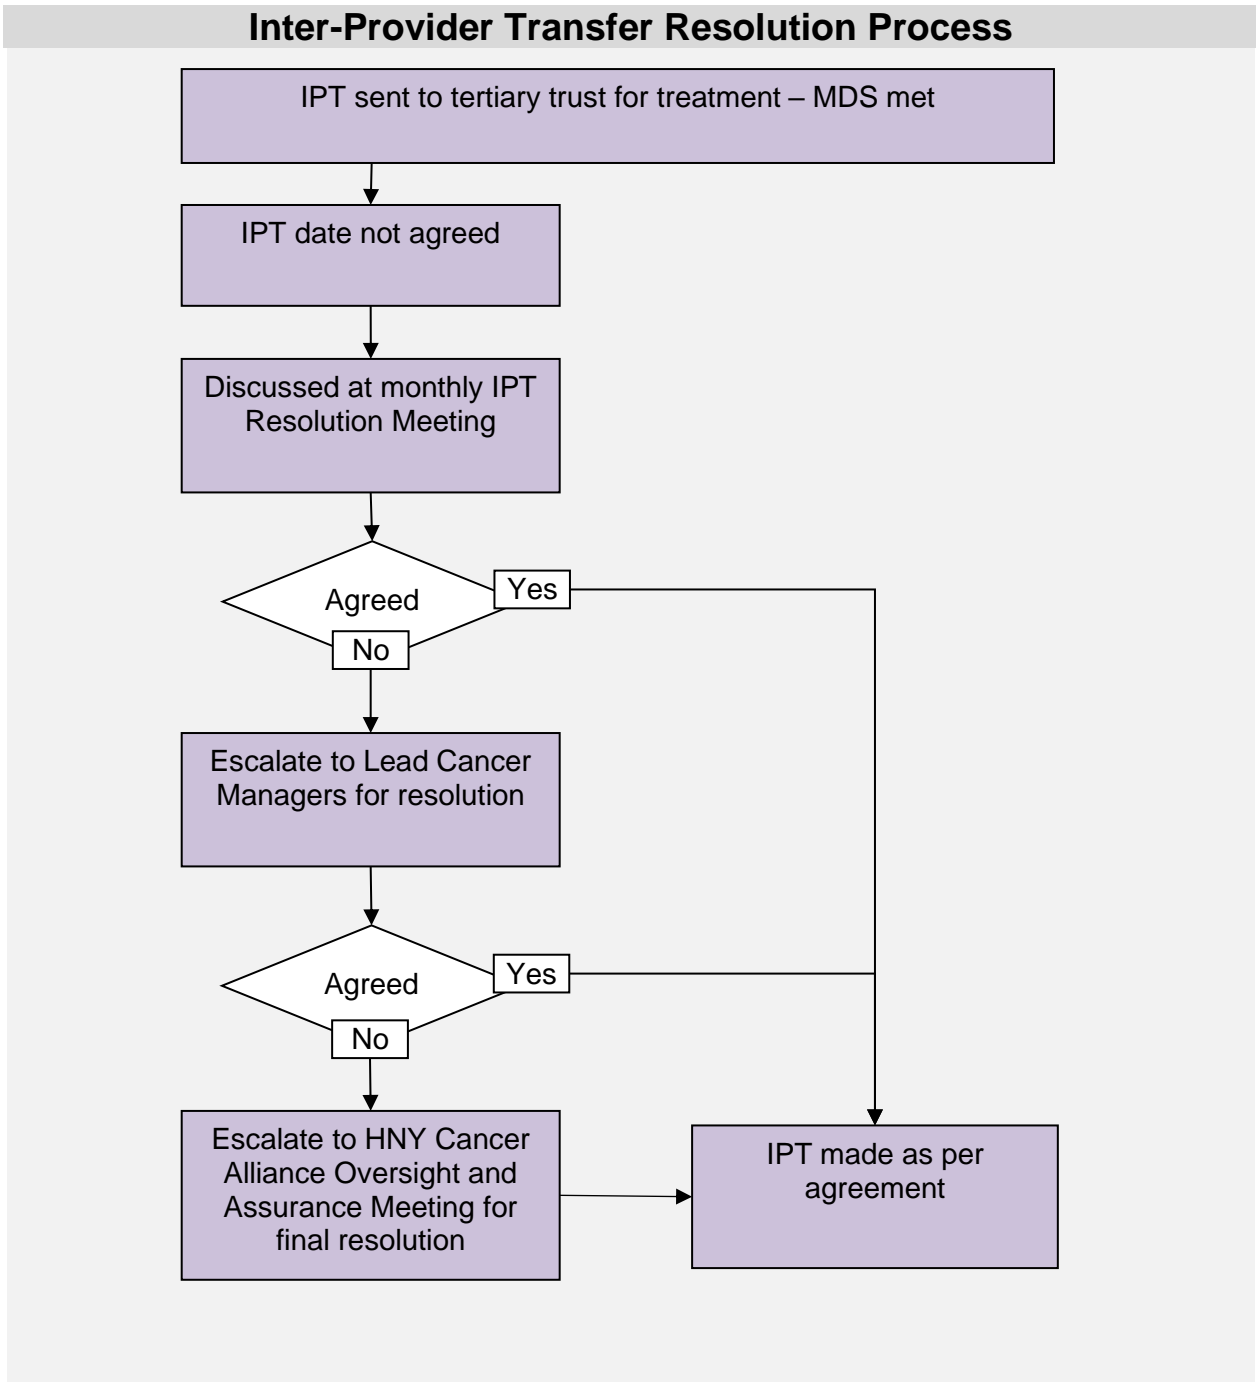 Inter-Provider Transfer Resolution Process
IPT sent to tertiary trust for treatment – MDS met
IPT date not agreed
Discussed at monthly IPT
Resolution Meeting
Agreed
Yes
No
Escalate to Lead Cancer
Managers for resolution
Agreed
Yes
No
Escalate to HNY Cancer
Alliance Oversight and
Assurance Meeting for
final resolution
IPT made as per
agreement